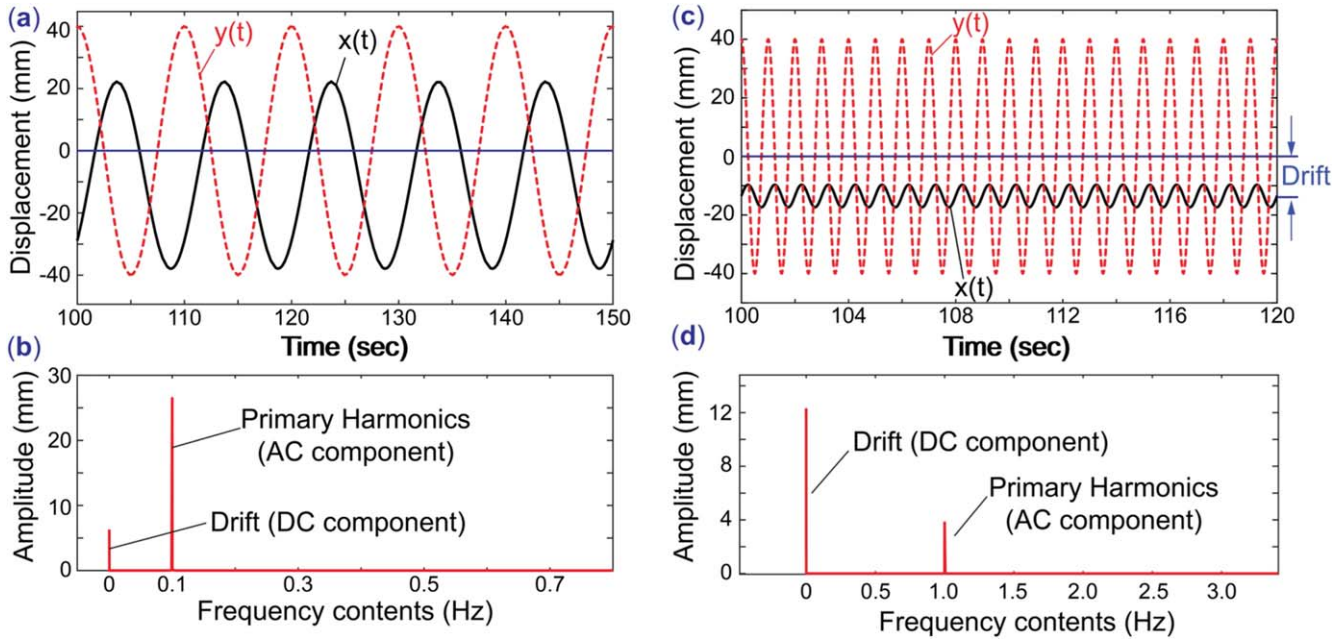 (a)
40
20
0
-20
-40
Displacement (mm)
y(t)
x(t)
100 110 120 130 140 150
Time (sec)
(b)
30
20
10
0
Amplitude (mm)
Primary Harmonics
(AC component)
Drift (DC component)
0 0.1 0.3 0.5 0.7
Frequency contents (Hz)
(c)
40
20
0
-20
-40
Displacement (mm)
y(t)
x(t)
Drift
100 104 108 112 116 120
Time (sec)
(d)
12
8
4
0
Amplitude (mm)
Drift (DC component)
Primary Harmonics
(AC component)
0 0.5 1.0 1.5 2.0 2.5 3.0
Frequency contents (Hz)